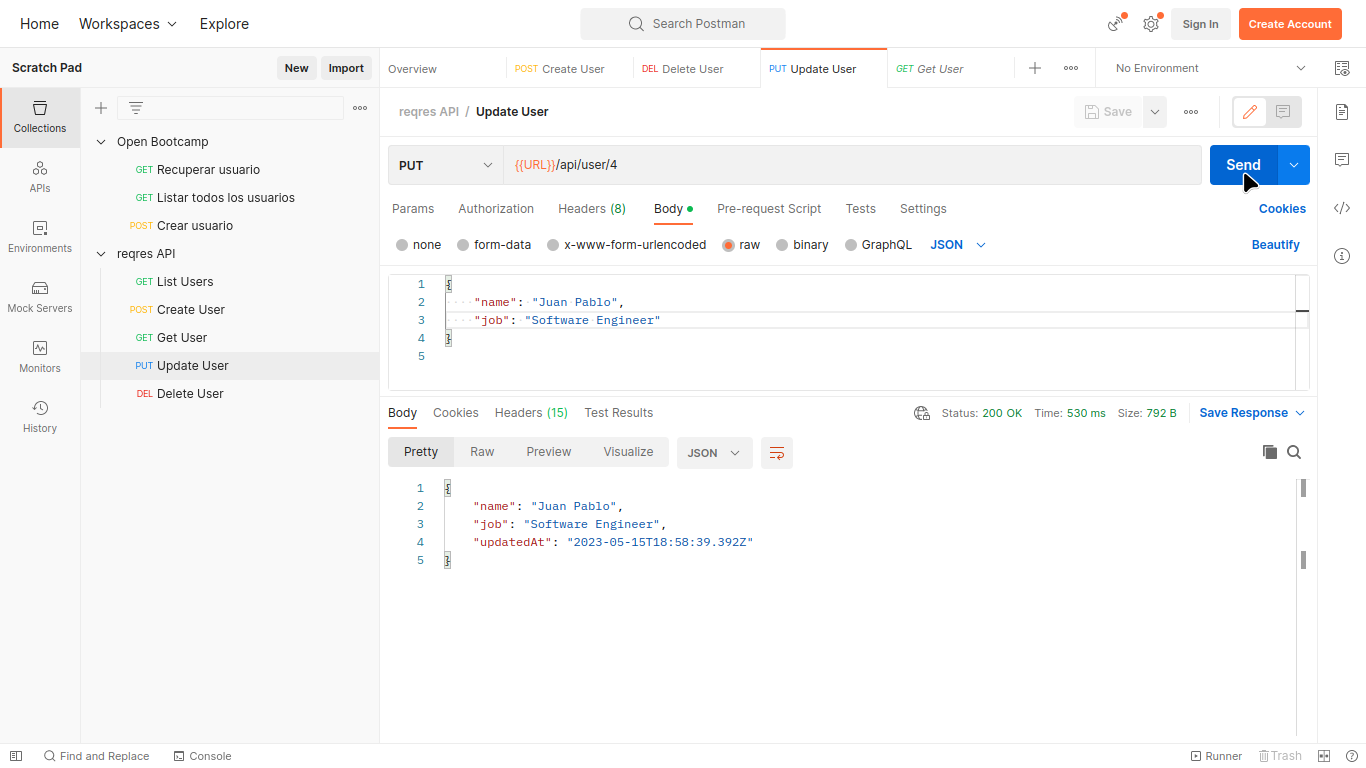 Home Workspaces Explore Search Postman Sign In Create Account
Scratch Pad New Import
Overview POST Create User DEL Delete User PUT Update User GET Get User No Environment
Collections
APIs
Environments
Mock Servers
Monitors
History
Open Bootcamp
GET Recuperar usuario
GET Listar todos los usuarios
POST Crear usuario
reqres API
GET List Users
POST Create User
GET Get User
PUT Update User
DEL Delete User
reqres API / Update User Save
PUT {{URL}}/api/user/4 Send
Params Authorization Headers (8) Body Pre-request Script Tests Settings Cookies
none form-data x-www-form-urlencoded raw binary GraphQL JSON Beautify
1 {
2 "name": "Juan Pablo",
3 "job": "Software Engineer"
4 }
5
Body Cookies Headers (15) Test Results Status: 200 OK Time: 530 ms Size: 792 B Save Response
Pretty Raw Preview Visualize JSON
1 {
2 "name": "Juan Pablo",
3 "job": "Software Engineer",
4 "updatedAt": "2023-05-15T18:58:39.392Z"
5 }
Find and Replace Console Runner Trash